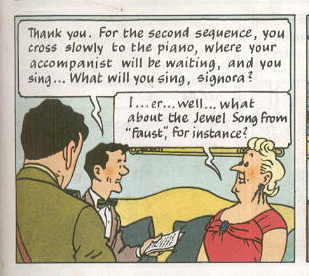 Thank you. For the second sequence, you
cross slowly to the piano, where your
accompanist will be waiting, and you
sing... What will you sing, signora?
I...er...well...what
about the Jewel Song from
"Faust", for instance?